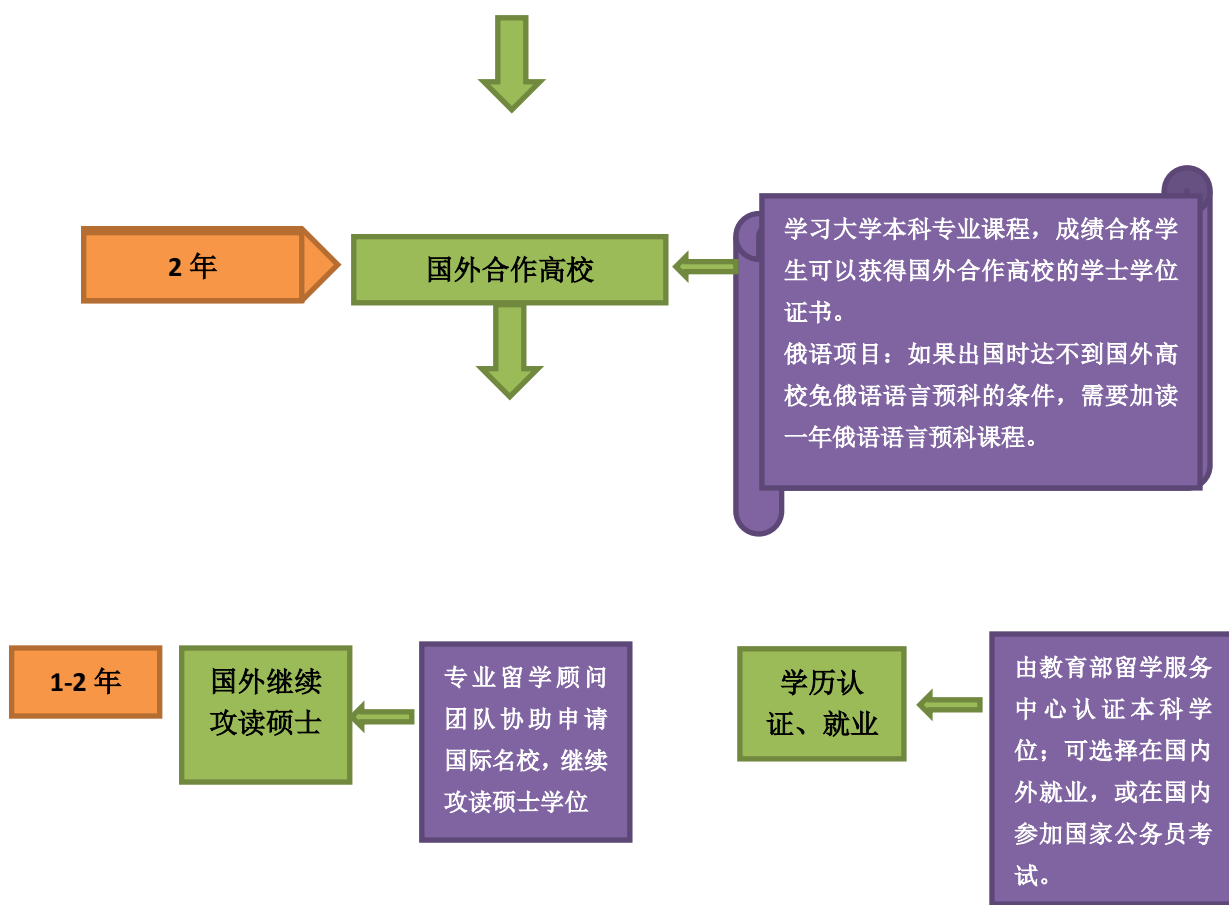 2 年
国外合作高校
学习大学本科专业课程，成绩合格学
生可以获得国外合作高校的学士学位
证书。
俄语项目：如果出国时达不到国外高
校免俄语语言预科的条件，需要加读
一年俄语语言预科课程。
1-2 年
国外继续
攻读硕士
专业留学顾问
团队协助申请
国际名校，继续
攻读硕士学位
学历认
证、就业
由教育部留学服务
中心认证本科学
位；可选择在国内
外就业，或在国内
参加国家公务员考
试。